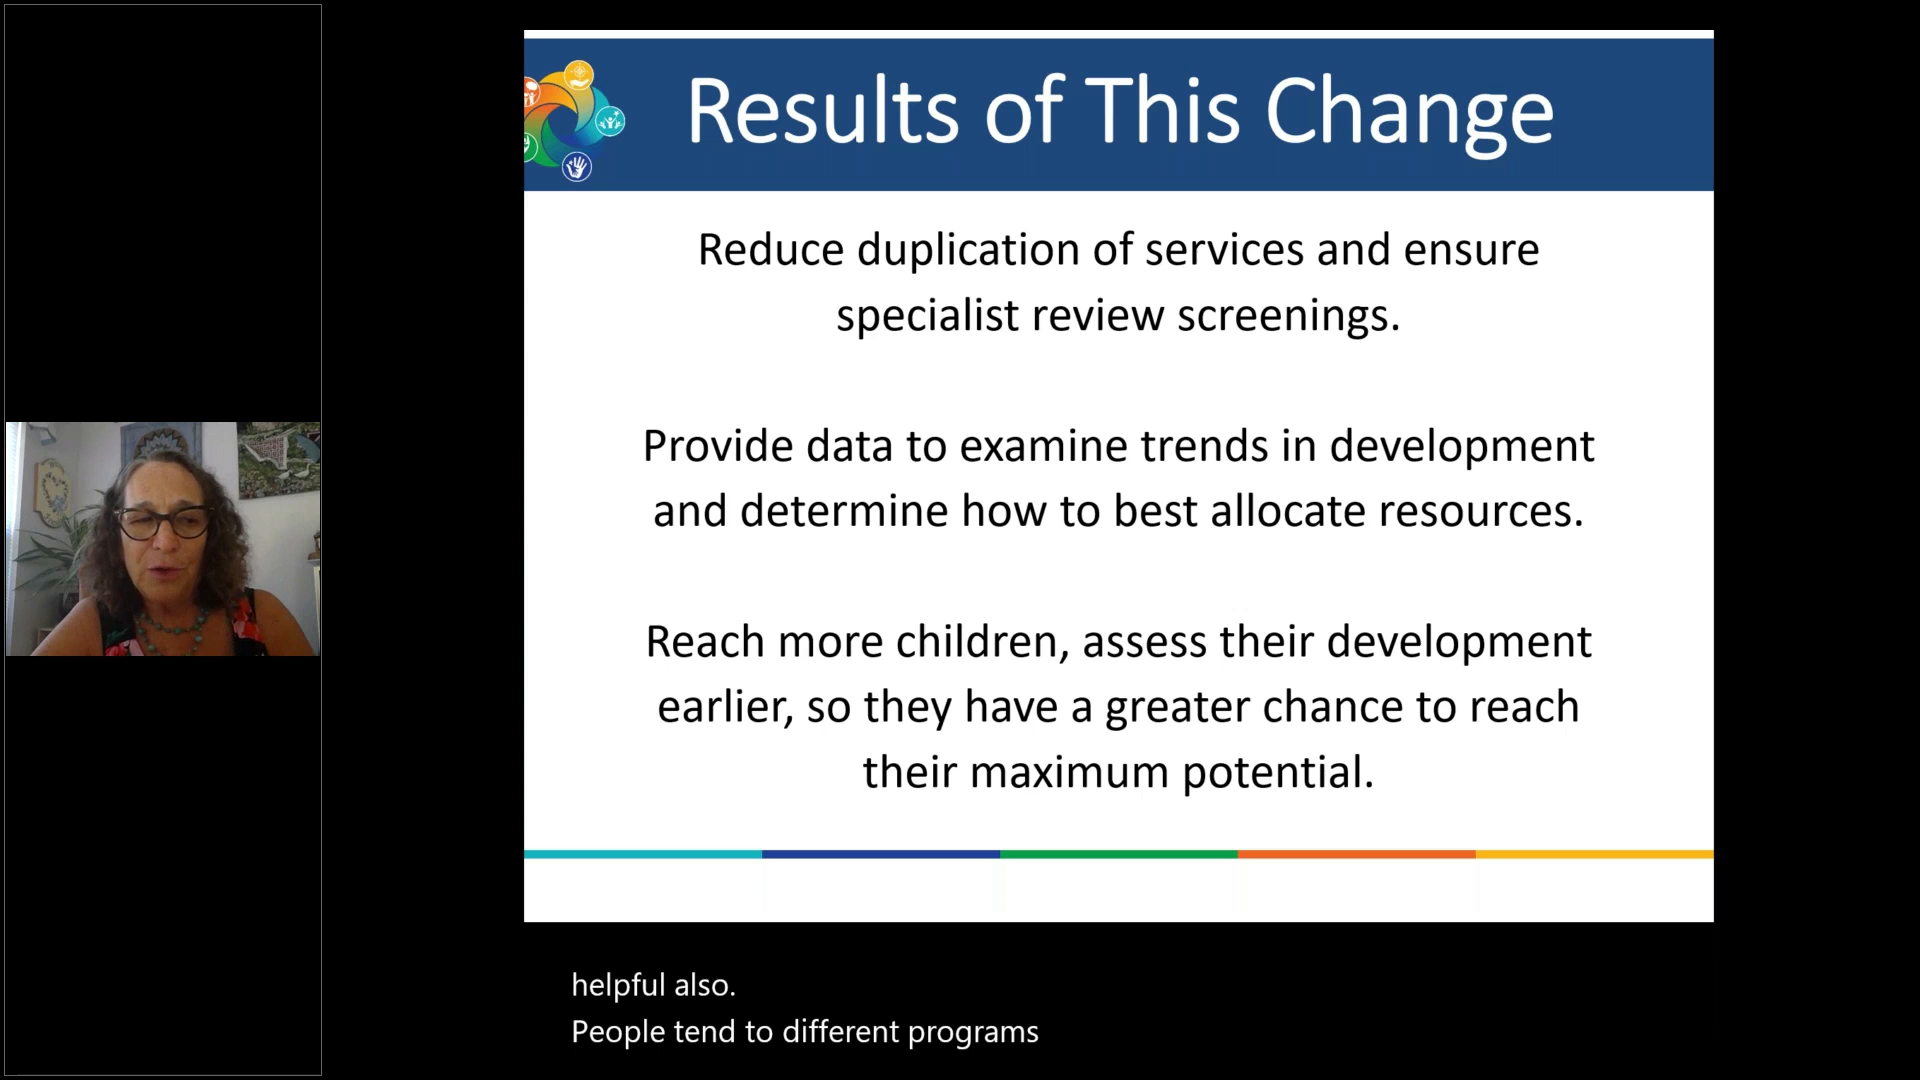 Results of This Change
Reduce duplication of services and ensure
specialist review screenings.
Provide data to examine trends in development
and determine how to best allocate resources.
Reach more children, assess their development
earlier, so they have a greater chance to reach
their maximum potential.
helpful also.
People tend to different programs